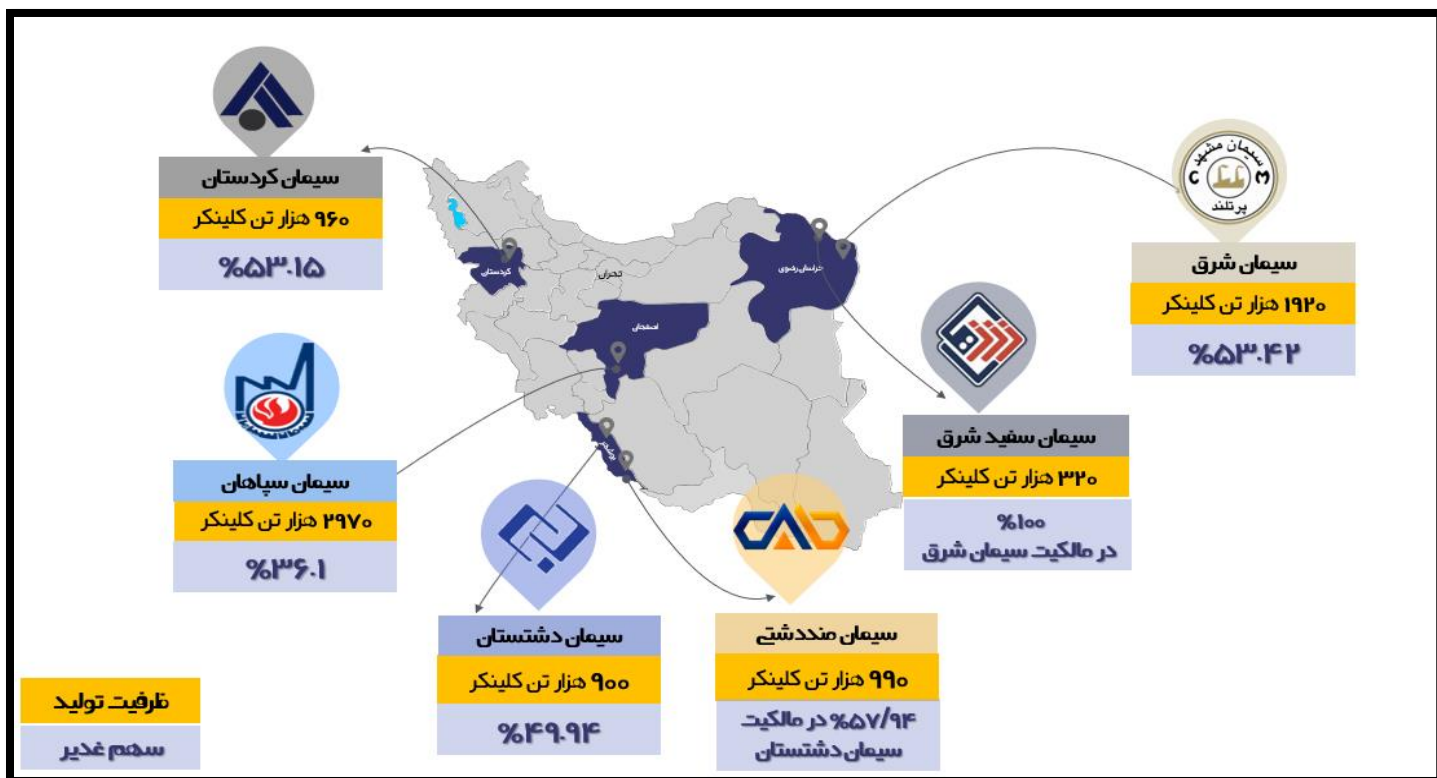 سیمان کردستان
۹۶۰ هزار تن کلینکر
%۵۳.۱۵
سیمان مشهد
پرتلند
سیمان شرق
۱۹۲۰ هزار تن کلینکر
%۵۳.۴۲
کردستان
تهران
خراسان رضوی
اصفهان
بوشهر
سیمان سپاهان
۲۹۷۰ هزار تن کلینکر
%۳۶.۱
سیمان سفید شرق
۳۲۰ هزار تن کلینکر
%۱۰۰
در مالکیت سیمان شرق
سیمان دشتستان
۹۰۰ هزار تن کلینکر
%۴۹.۹۴
سیمان منددشتی
۹۹۰ هزار تن کلینکر
%۵۷/۹۴ در مالکیت
سیمان دشتستان
ظرفیت تولید
سهم غدیر